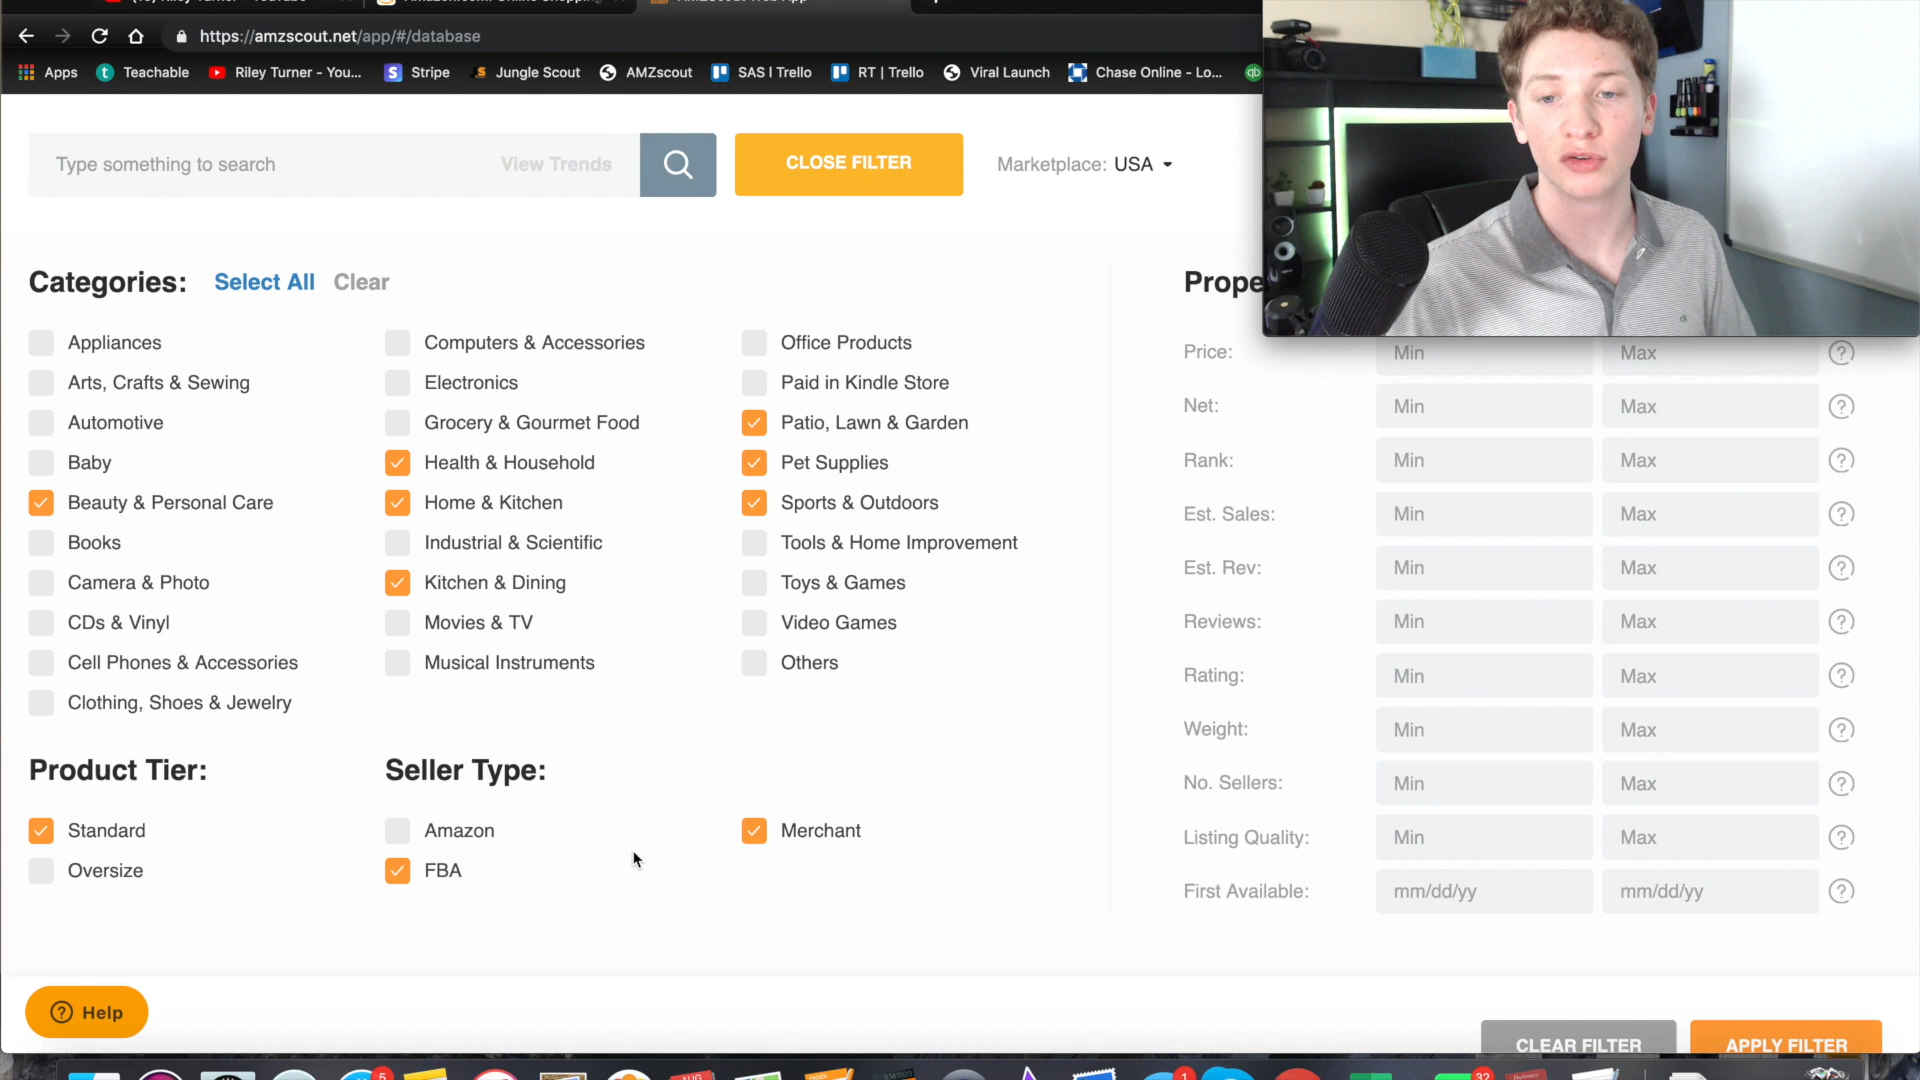 https://amzscout.net/app/#/database
Apps Teachable Riley Turner - You... Stripe Jungle Scout AMZscout SAS | Trello RT | Trello Viral Launch Chase Online - Lo...
Type something to search View Trends CLOSE FILTER Marketplace: USA
Categories: Select All Clear
Appliances
Arts, Crafts & Sewing
Automotive
Baby
Beauty & Personal Care
Books
Camera & Photo
CDs & Vinyl
Cell Phones & Accessories
Clothing, Shoes & Jewelry
Computers & Accessories
Electronics
Grocery & Gourmet Food
Health & Household
Home & Kitchen
Industrial & Scientific
Kitchen & Dining
Movies & TV
Musical Instruments
Office Products
Paid in Kindle Store
Patio, Lawn & Garden
Pet Supplies
Sports & Outdoors
Tools & Home Improvement
Toys & Games
Video Games
Others
Product Tier:
Standard
Oversize
Seller Type:
Amazon
FBA
Merchant
Prope
Price: Min Max ?
Net: Min Max ?
Rank: Min Max ?
Est. Sales: Min Max ?
Est. Rev: Min Max ?
Reviews: Min Max ?
Rating: Min Max ?
Weight: Min Max ?
No. Sellers: Min Max ?
Listing Quality: Min Max ?
First Available: mm/dd/yy mm/dd/yy ?
? Help
CLEAR FILTER APPLY FILTER
5 AUG 1 32